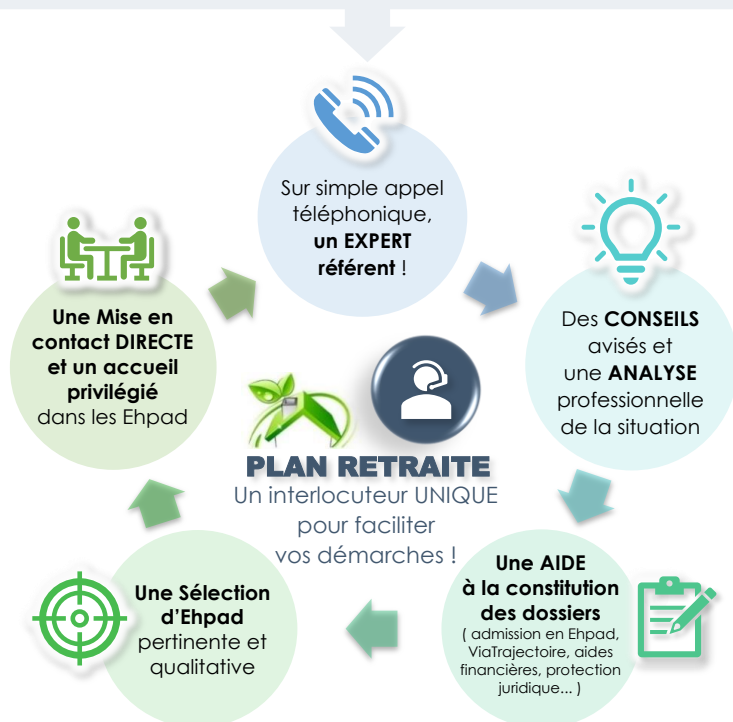 Sur simple appel
téléphonique,
un EXPERT
référent !
Des CONSEILS
avisés et
une ANALYSE
professionnelle
de la situation
Une AIDE
à la constitution
des dossiers
( admission en Ehpad,
ViaTrajectoire, aides
financières, protection
juridique... )
Une Sélection
d'Ehpad
pertinente et
qualitative
Une Mise en
contact DIRECTE
et un accueil
privilégié
dans les Ehpad
PLAN RETRAITE
Un interlocuteur UNIQUE
pour faciliter
vos démarches !